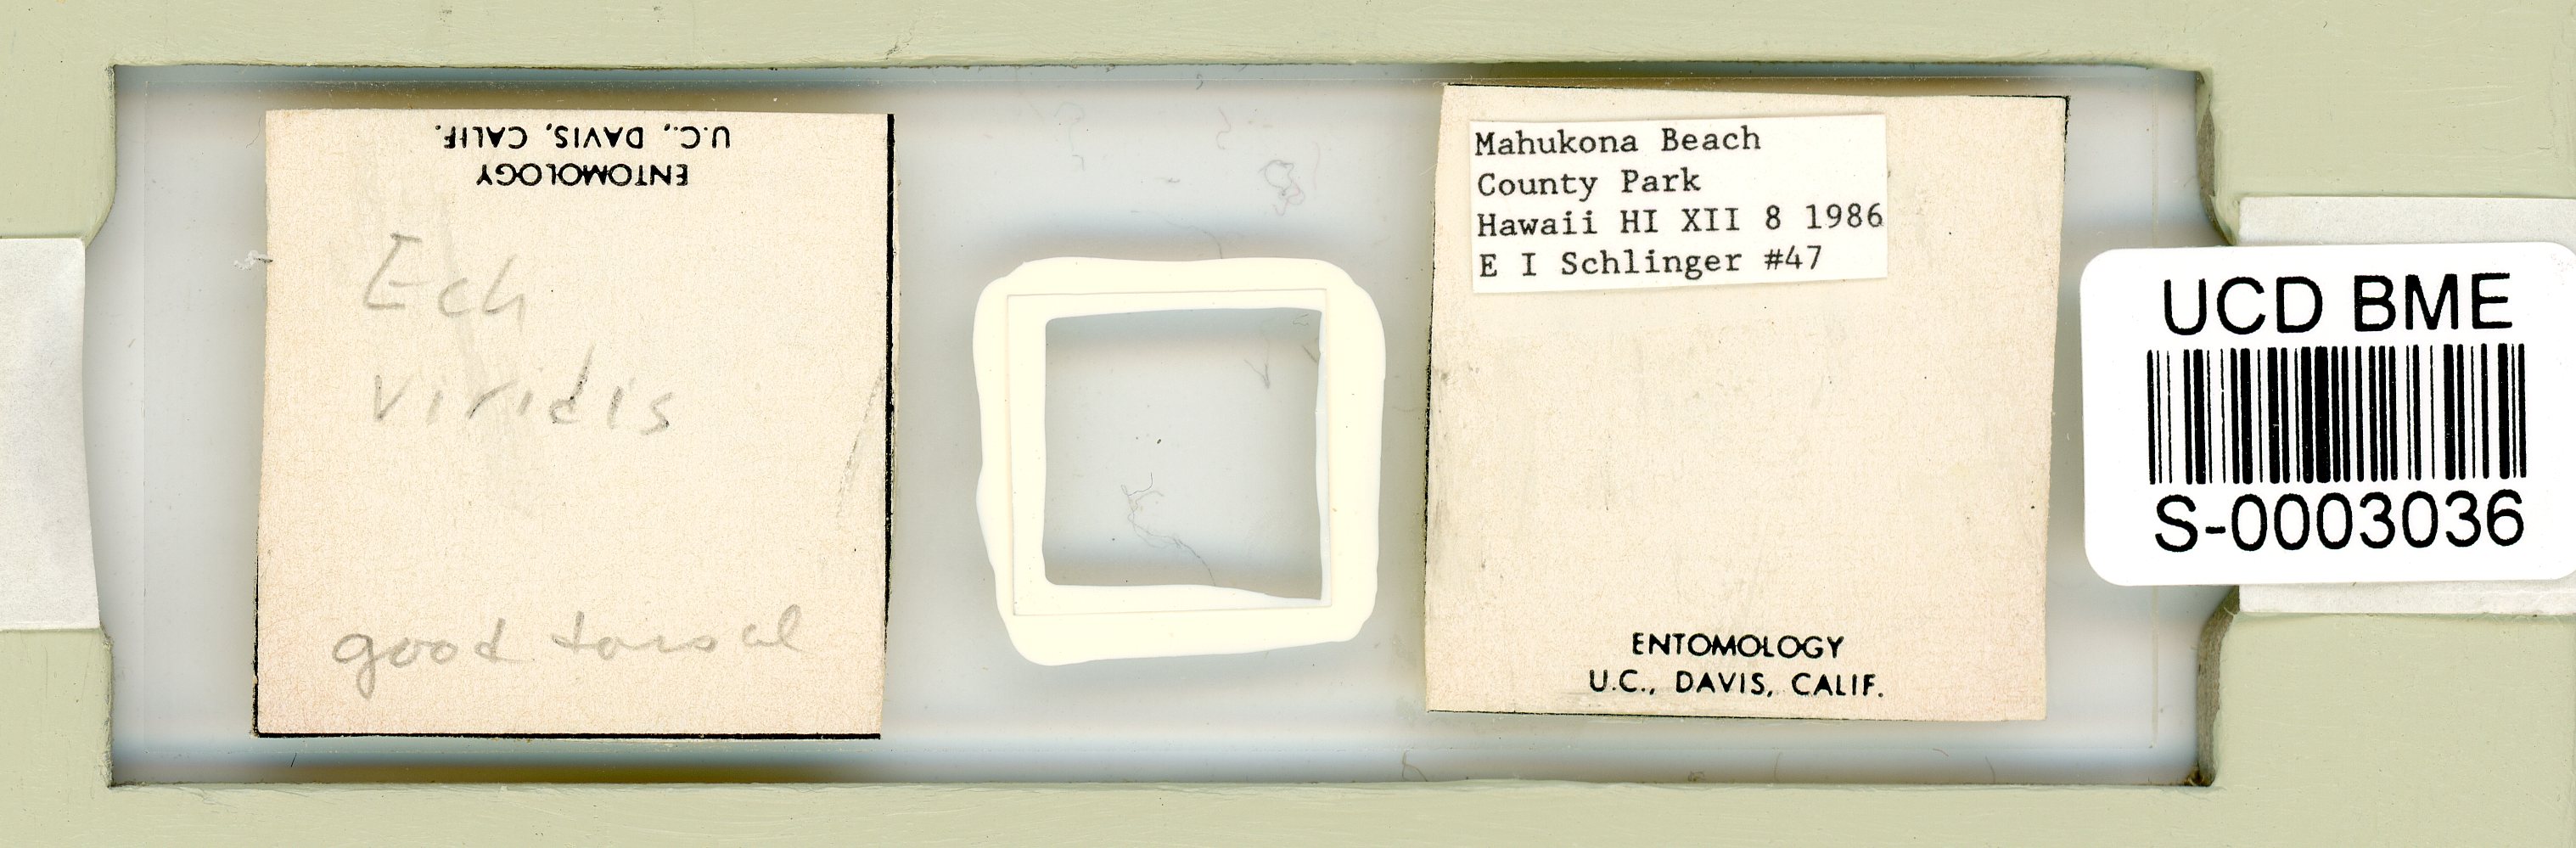 U.C., DAVIS, CALIF.
ENTOMOLOGY
Ech
viridis
good tarsal
Mahukona Beach
County Park
Hawaii HI XII 8 1986
E I Schlinger #47
ENTOMOLOGY
U.C., DAVIS, CALIF.
UCD BME
S-0003036